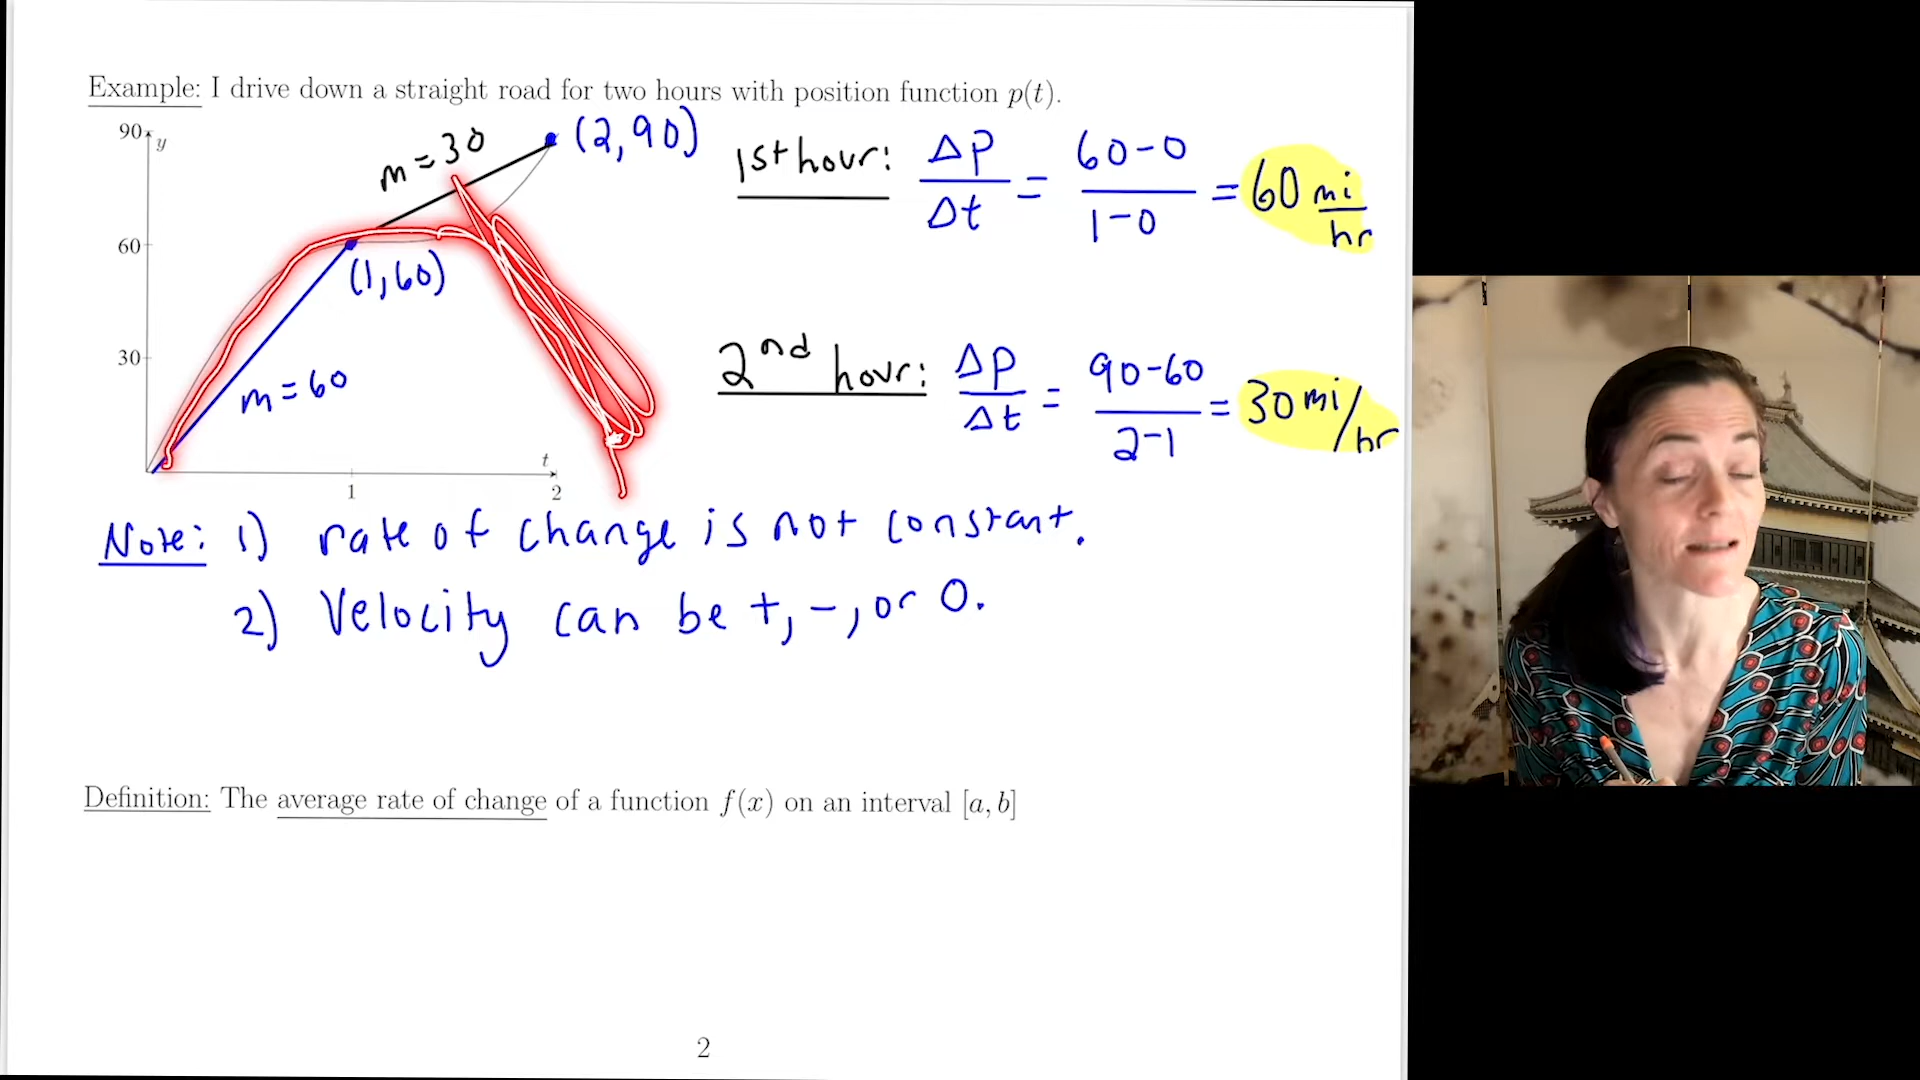 Example: I drive down a straight road for two hours with position function p(t).
90 y
m = 30
(2,90)
60
(1,60)
30
m = 60
t
1 2
1st hour: Δp/Δt = 60-0/1-0 = 60 mi/hr
2nd hour: Δp/Δt = 90-60/2-1 = 30 mi/hr
Note: 1) rate of change is not constant.
2) Velocity can be +, -, or 0.
Definition: The average rate of change of a function f(x) on an interval [a, b]
2